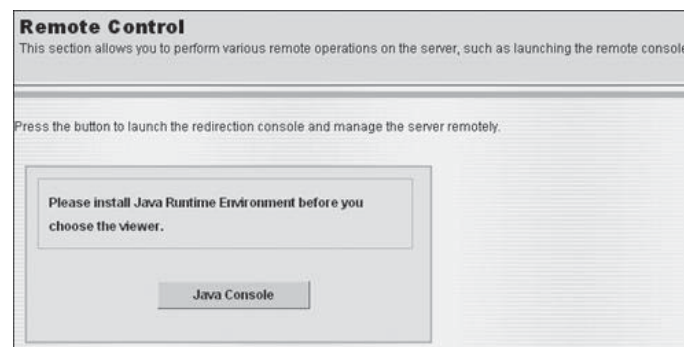 Remote Control
This section allows you to perform various remote operations on the server, such as launching the remote console
Press the button to launch the redirection console and manage the server remotely.
Please install Java Runtime Environment before you
choose the viewer.
Java Console